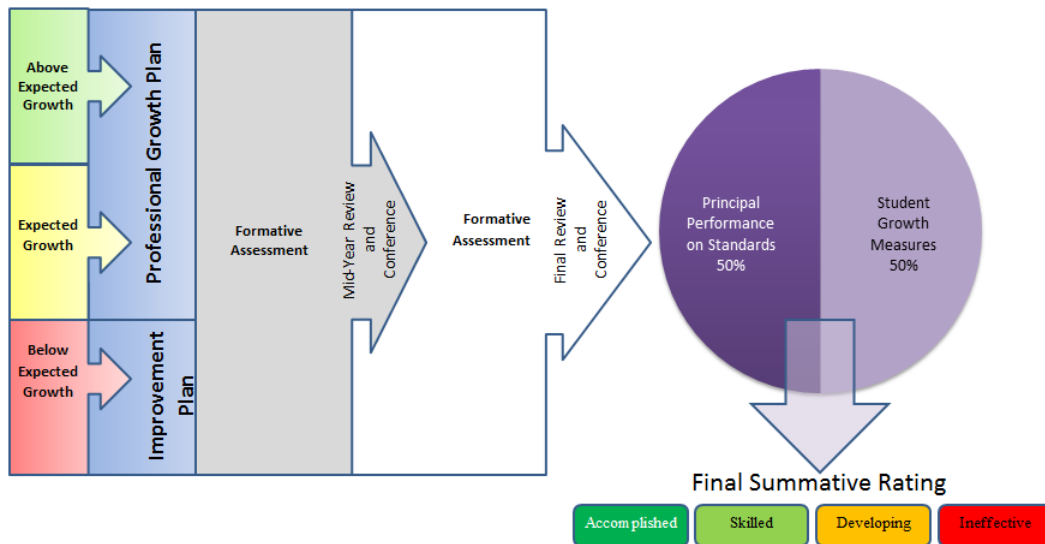 Above
Expected
Growth
Expected
Growth
Below
Expected
Growth
Professional Growth Plan
Improvement
Plan
Formative
Assessment
Mid-Year Review
and
Conference
Formative
Assessment
Final Review
and
Conference
Principal
Performance
on Standards
50%
Student
Growth
Measures
50%
Final Summative Rating
Accomplished
Skilled
Developing
Ineffective